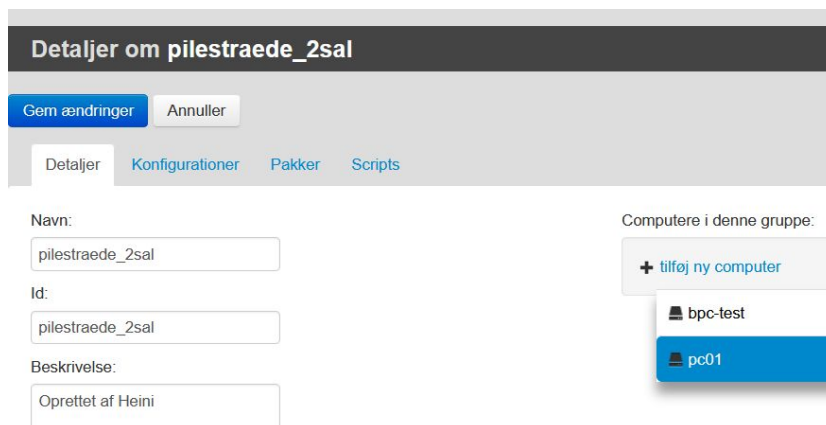 Detaljer om pilestraede_2sal
Gem ændringer Annuller
Detaljer Konfigurationer Pakker Scripts
Navn:
pilestraede_2sal
Id:
pilestraede_2sal
Beskrivelse:
Oprettet af Heini
Computere i denne gruppe:
+ tilføj ny computer
bpc-test
pc01